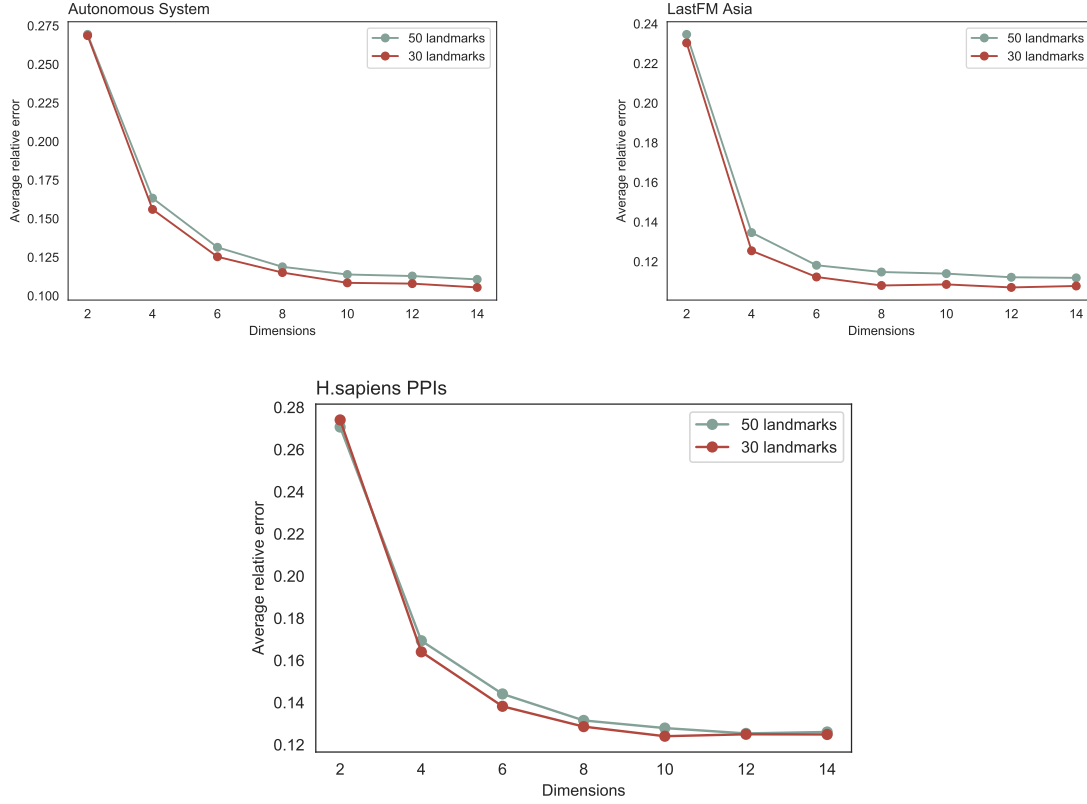 Autonomous System
0.275
0.250
0.225
0.200
0.175
0.150
0.125
0.100
Average relative error
50 landmarks
30 landmarks
2 4 6 8 10 12 14
Dimensions
LastFM Asia
0.24
0.22
0.20
0.18
0.16
0.14
0.12
Average relative error
50 landmarks
30 landmarks
2 4 6 8 10 12 14
Dimensions
H.sapiens PPIs
0.28
0.26
0.24
0.22
0.20
0.18
0.16
0.14
0.12
Average relative error
50 landmarks
30 landmarks
2 4 6 8 10 12 14
Dimensions